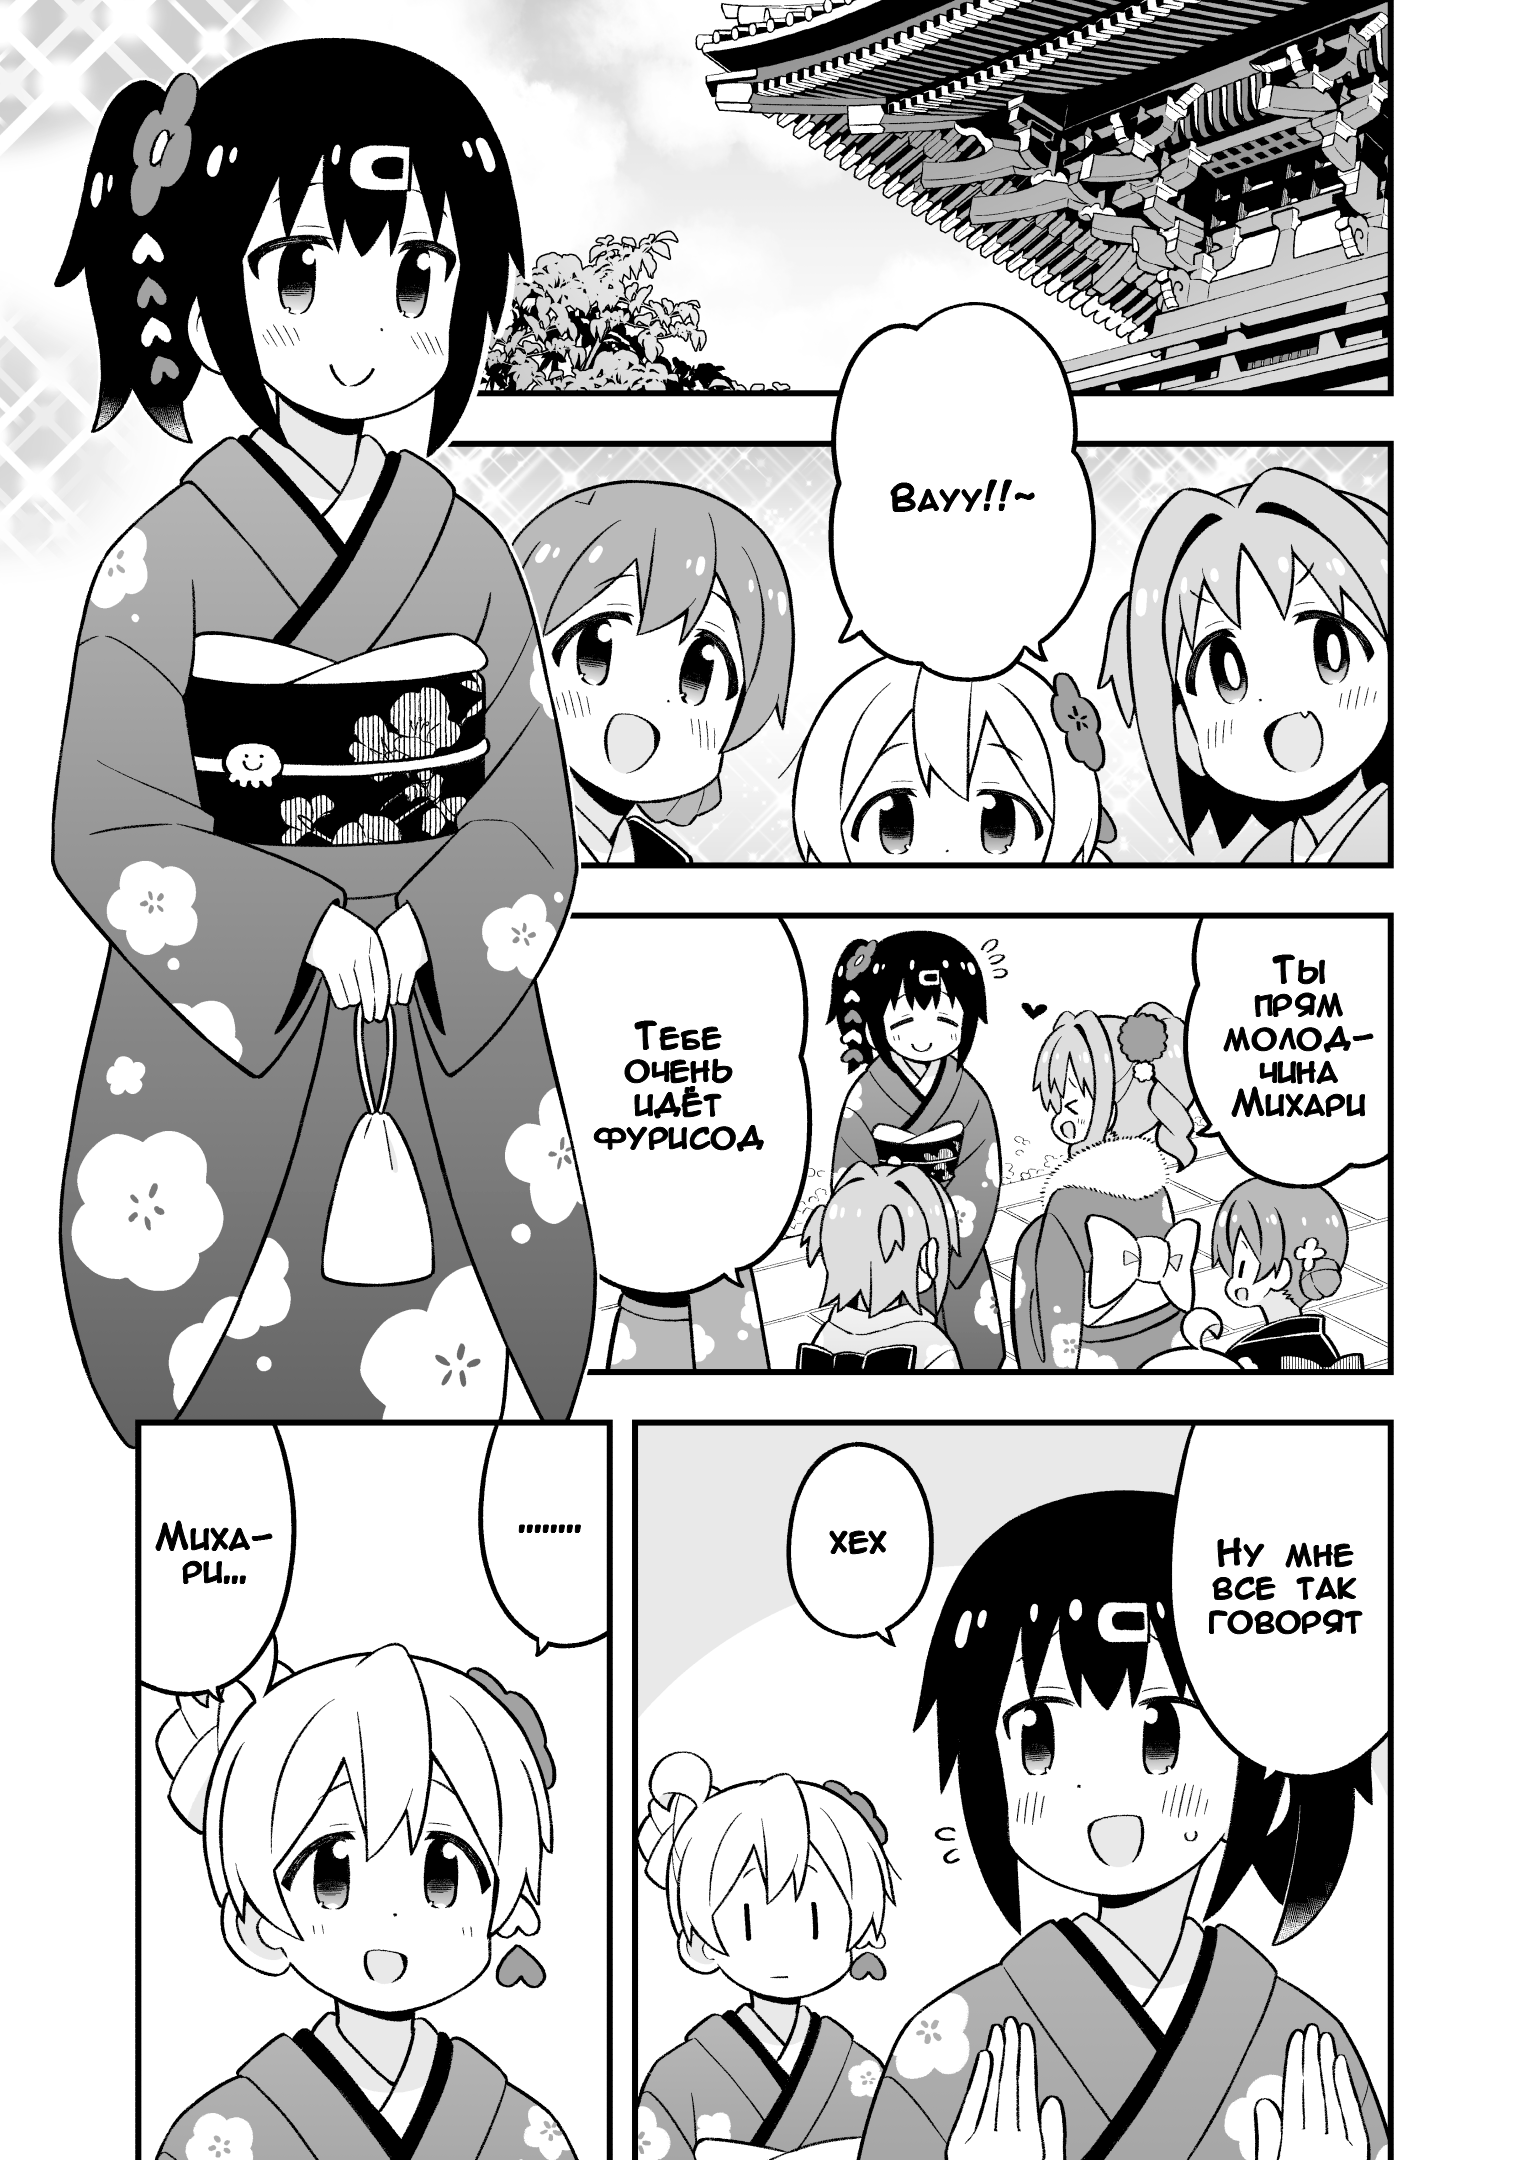 Вауу!!~
Ты
прям
молод-
чина
Михари
Тебе
очень
идёт
фурисод
Ну мне
все так
говорят
хех
........
Миха-
ри...